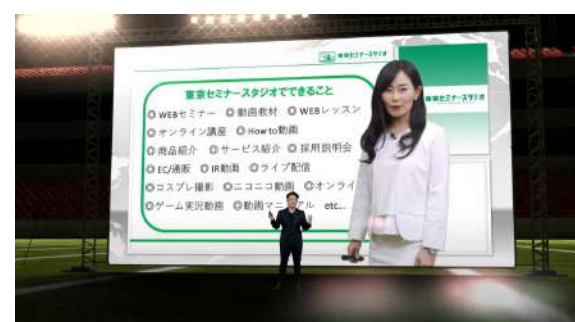 東京セミナースタジオ
東京セミナースタジオ
東京セミナースタジオでできること
◎ WEBセミナー ◎ 動画教材 ◎ WEBレッスン
◎ オンライン講座 ◎ How to動画
◎ 商品紹介 ◎ サービス紹介 ◎ 採用説明会
◎ EC/通販 ◎ IR動画 ◎ ライブ配信
◎コスプレ撮影 ◎ニコニコ動画 ◎オンライ
◎ゲーム実況動画 ◎動画マニュアル etc...